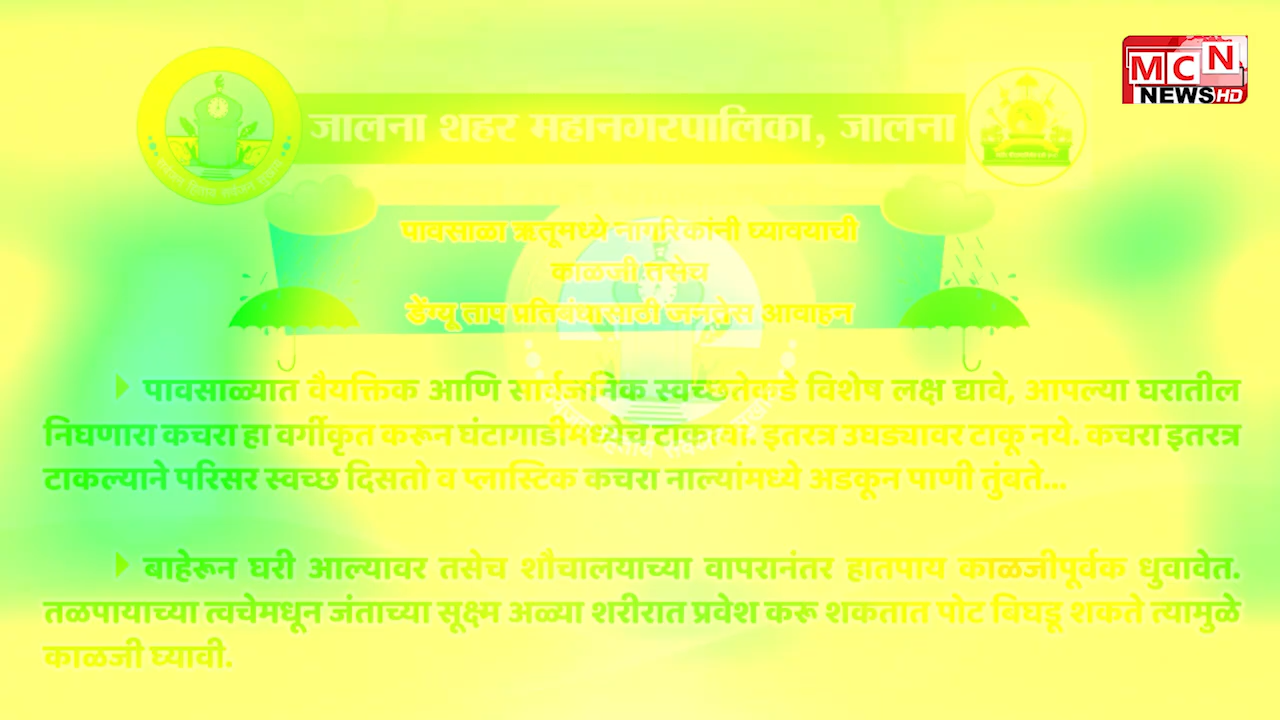 MCN
NEWS HD
जालना शहर महानगरपालिका, जालना
पावसाळा ऋतूमध्ये नागरिकांनी घ्यावयाची
काळजी तसेच
डेंग्यू ताप प्रतिबंधासाठी जनतेस आवाहन
पावसाळ्यात वैयक्तिक आणि सार्वजनिक स्वच्छतेकडे विशेष लक्ष द्यावे, आपल्या घरातील
निघणारा कचरा हा वर्गीकृत करून घंटागाडीमध्येच टाकावा. इतरत्र उघड्यावर टाकू नये. कचरा इतरत्र
टाकल्याने परिसर स्वच्छ दिसतो व प्लास्टिक कचरा नाल्यांमध्ये अडकून पाणी तुंबते...
बाहेरून घरी आल्यावर तसेच शौचालयाच्या वापरानंतर हातपाय काळजीपूर्वक धुवावेत.
तळपायाच्या त्वचेमधून जंताच्या सूक्ष्म अळ्या शरीरात प्रवेश करू शकतात पोट बिघडू शकते त्यामुळे
काळजी घ्यावी.